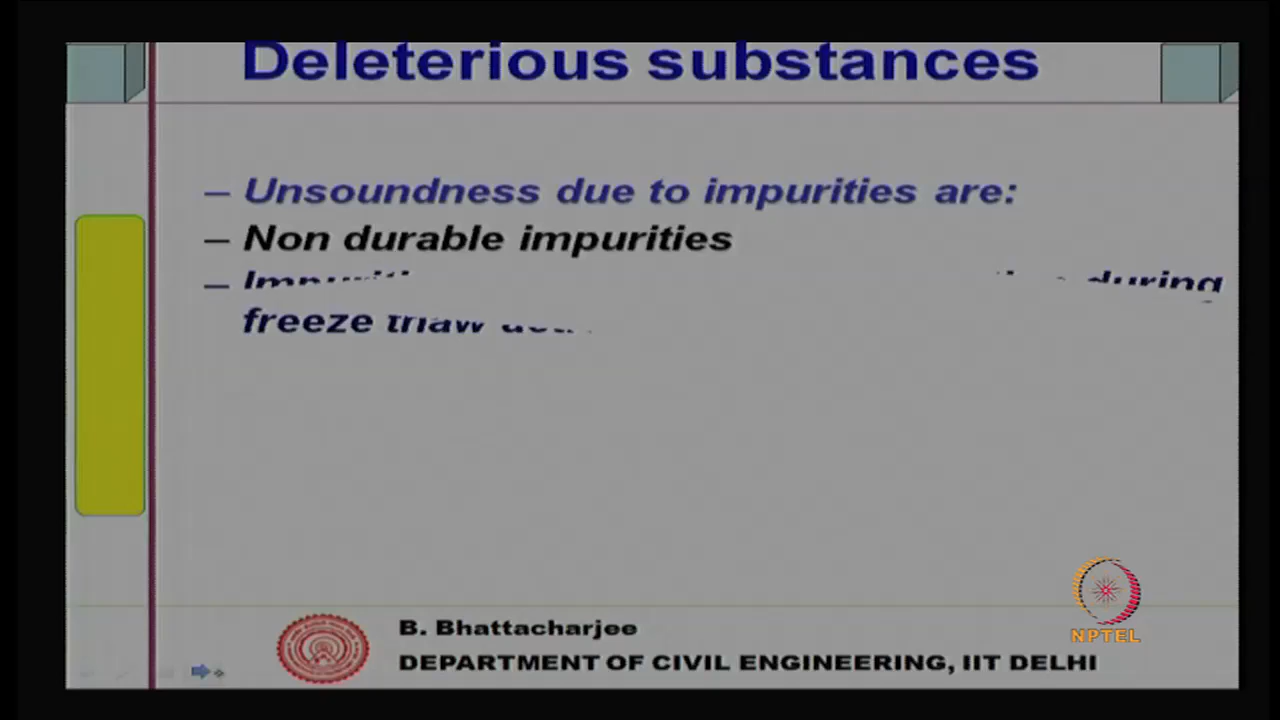 Deleterious substances
– Unsoundness due to impurities are:
– Non durable impurities
– during
freeze thaw
B. Bhattacharjee
DEPARTMENT OF CIVIL ENGINEERING, IIT DELHI
NPTEL